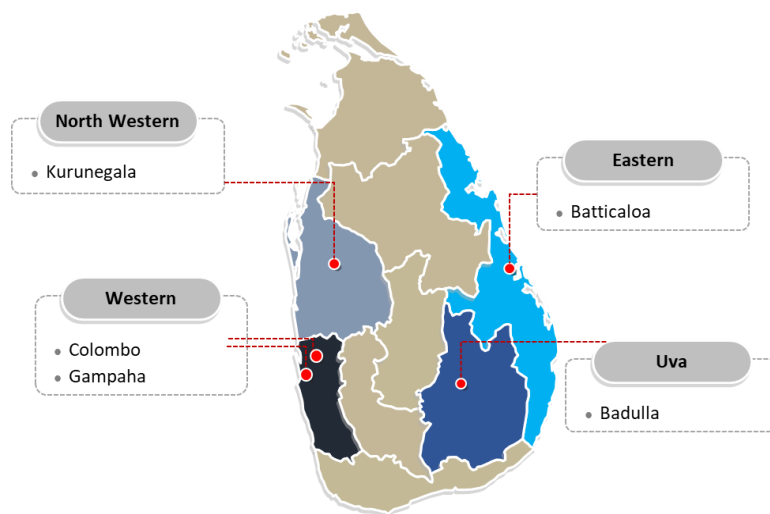 North Western
• Kurunegala
Eastern
• Batticaloa
Western
• Colombo
• Gampaha
Uva
• Badulla